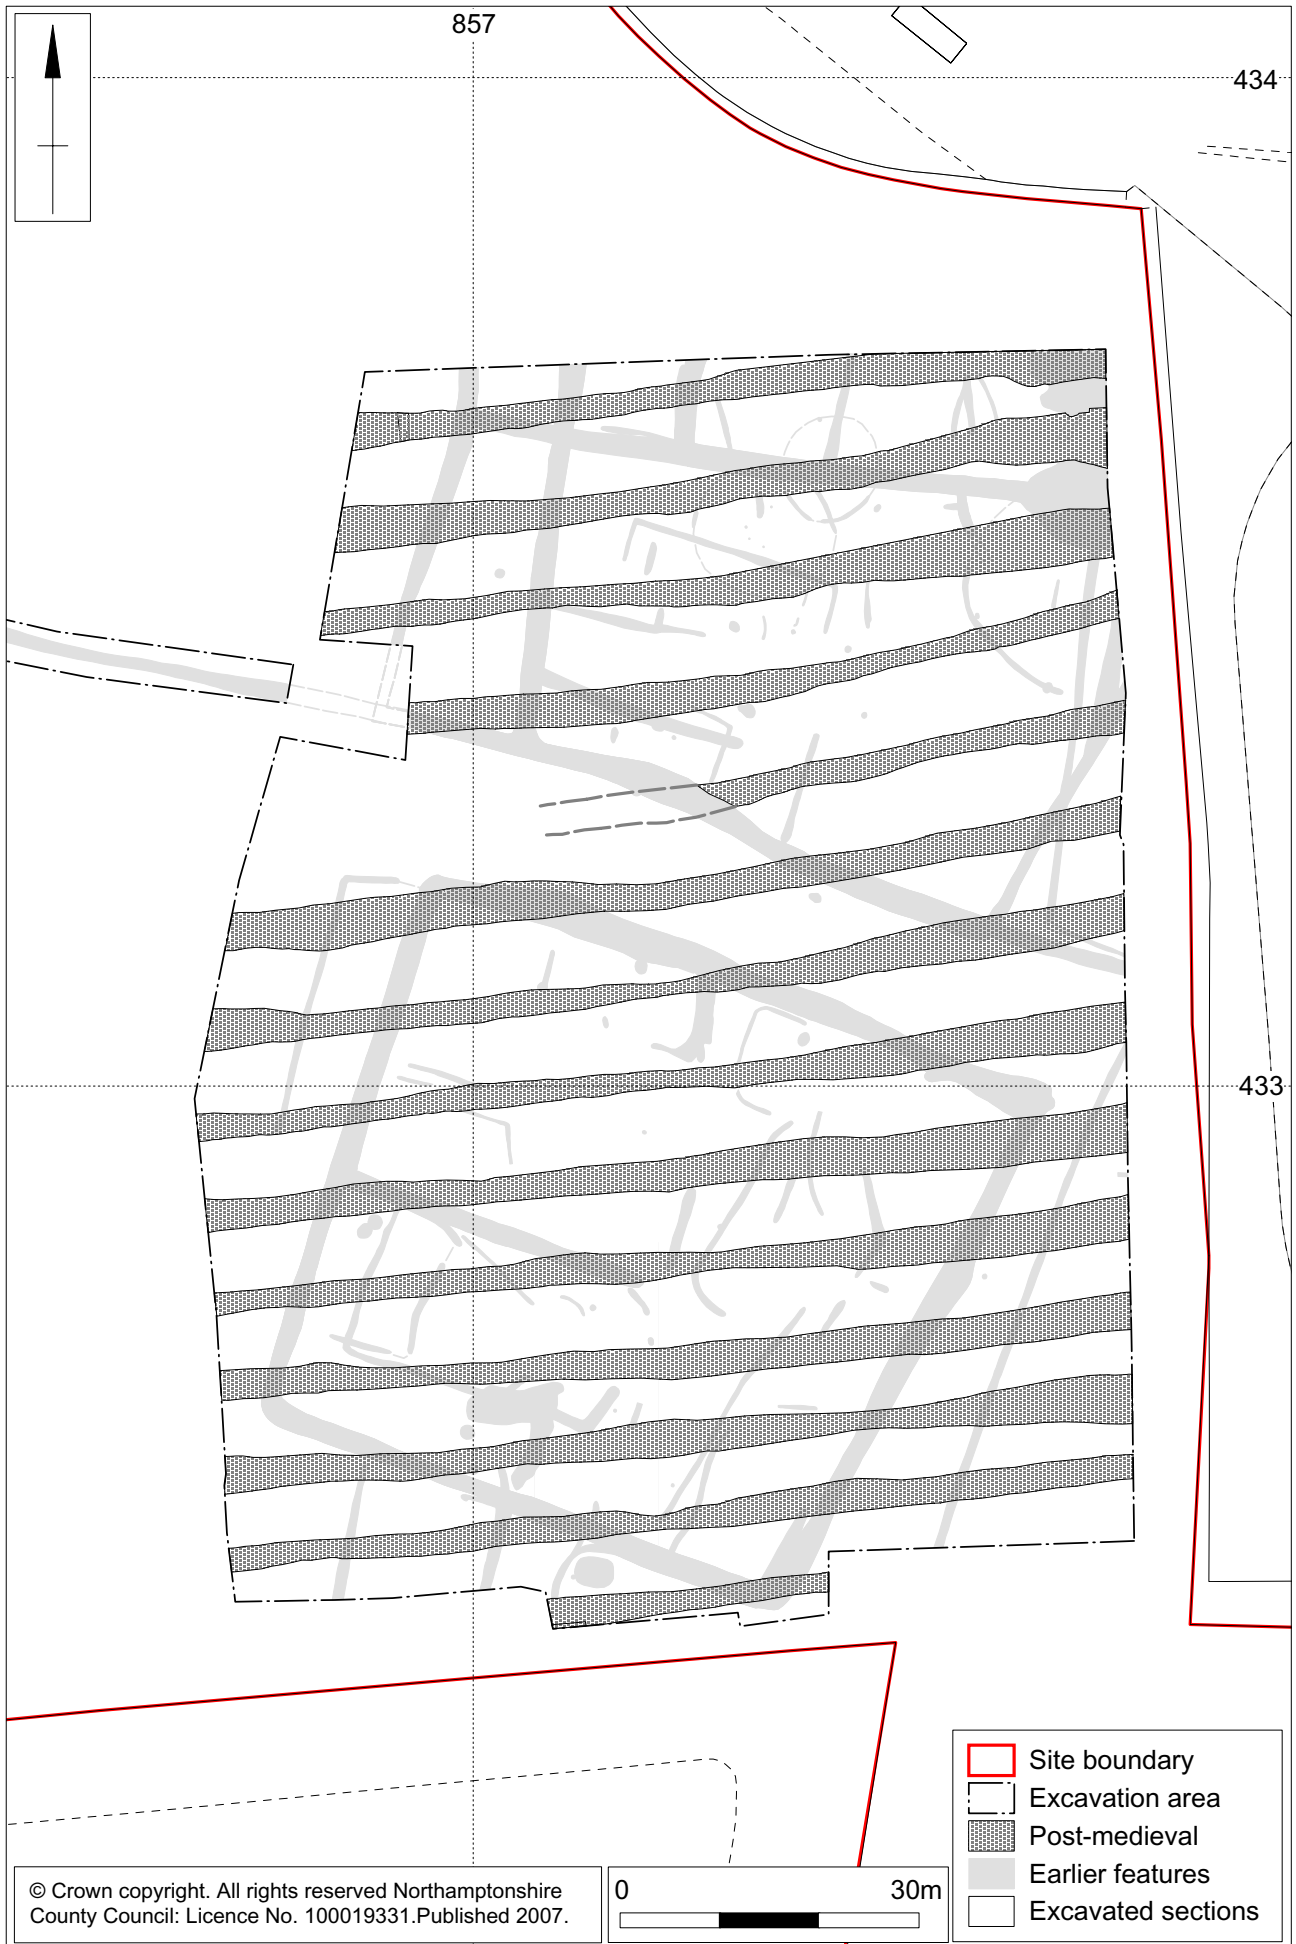 857
434
433
Site boundary
Excavation area
Post-medieval
Earlier features
Excavated sections
© Crown copyright. All rights reserved Northamptonshire
County Council: Licence No. 100019331.Published 2007.
0 30m